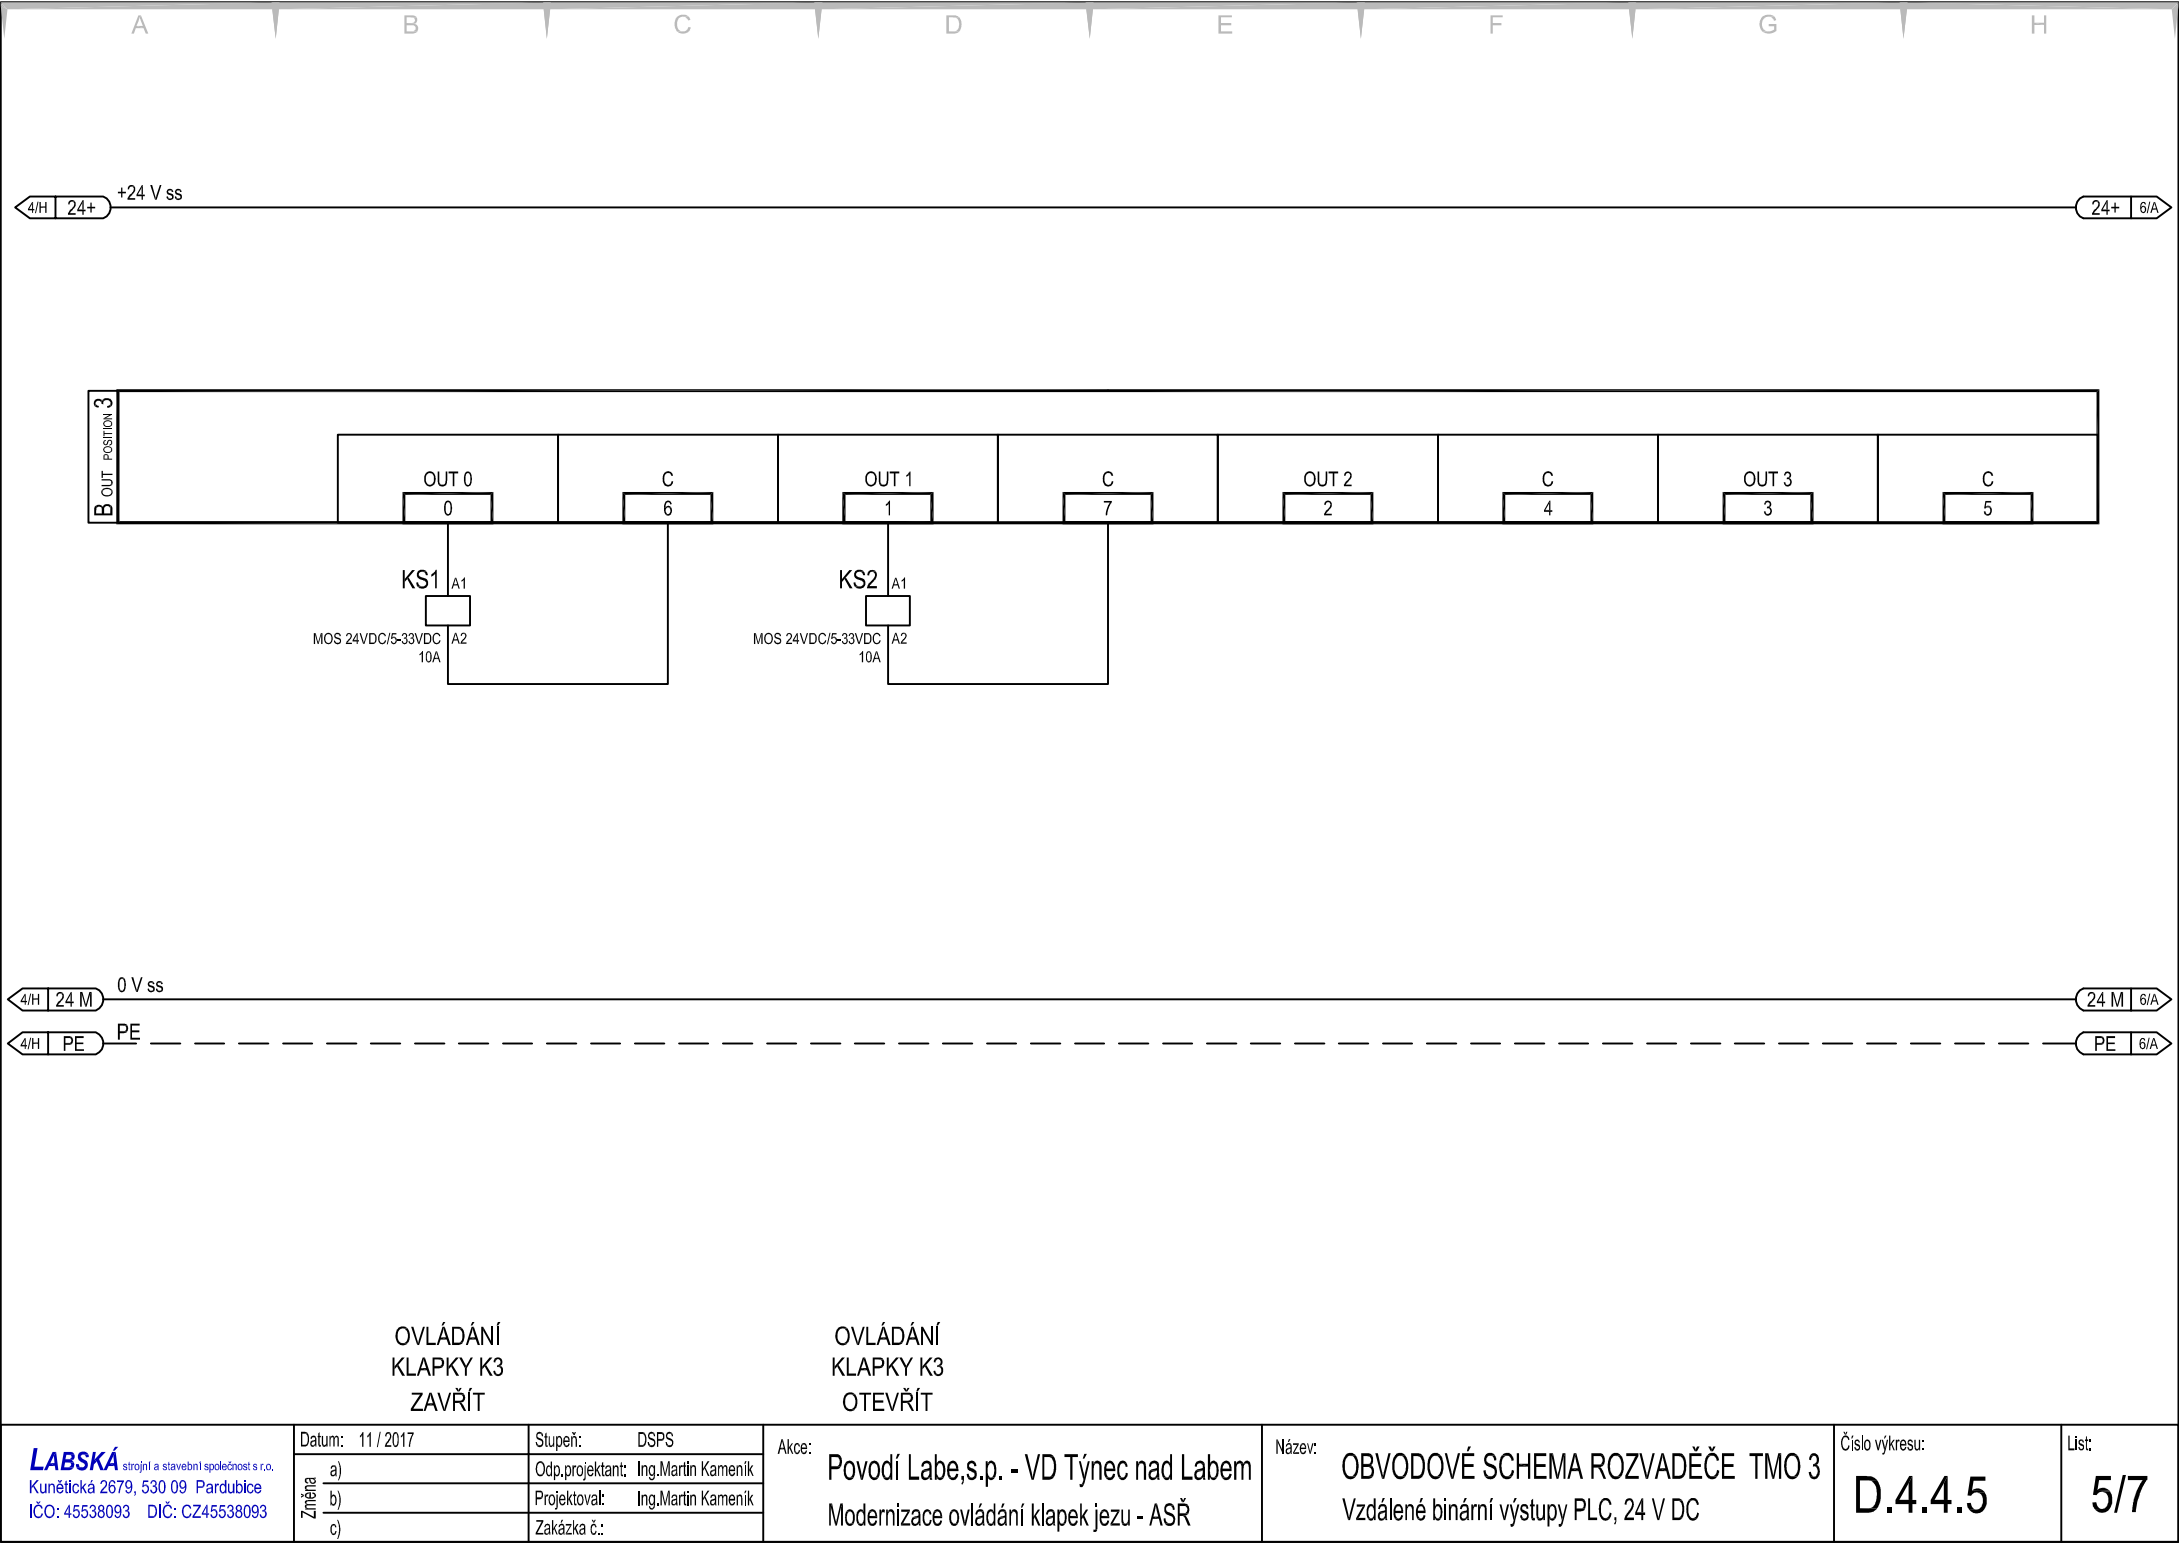 A B C D E F G H
+24 V ss
4/H 24+
24+ 6/A
B OUT POSITION 3
OUT 0 C OUT 1 C OUT 2 C OUT 3 C
0 6 1 7 2 4 3 5
KS1 A1
KS2 A1
MOS 24VDC/5-33VDC A2
10A
MOS 24VDC/5-33VDC A2
10A
0 V ss
4/H 24 M
24 M 6/A
PE
4/H PE
PE 6/A
OVLÁDÁNÍ
KLAPKY K3
ZAVŘÍT
OVLÁDÁNÍ
KLAPKY K3
OTEVŘÍT
LABSKÁ strojní a stavební společnost s r.o.
Kunětická 2679, 530 09 Pardubice
IČO: 45538093 DIČ: CZ45538093
Datum: 11 / 2017
Změna
a)
b)
c)
Stupeň: DSPS
Odp.projektant: Ing.Martin Kameník
Projektoval: Ing.Martin Kameník
Zakázka č.:
Akce:
Povodí Labe,s.p. - VD Týnec nad Labem
Modernizace ovládání klapek jezu - ASŘ
Název:
OBVODOVÉ SCHEMA ROZVADĚČE TMO 3
Vzdálené binární výstupy PLC, 24 V DC
Číslo výkresu:
D.4.4.5
List:
5/7